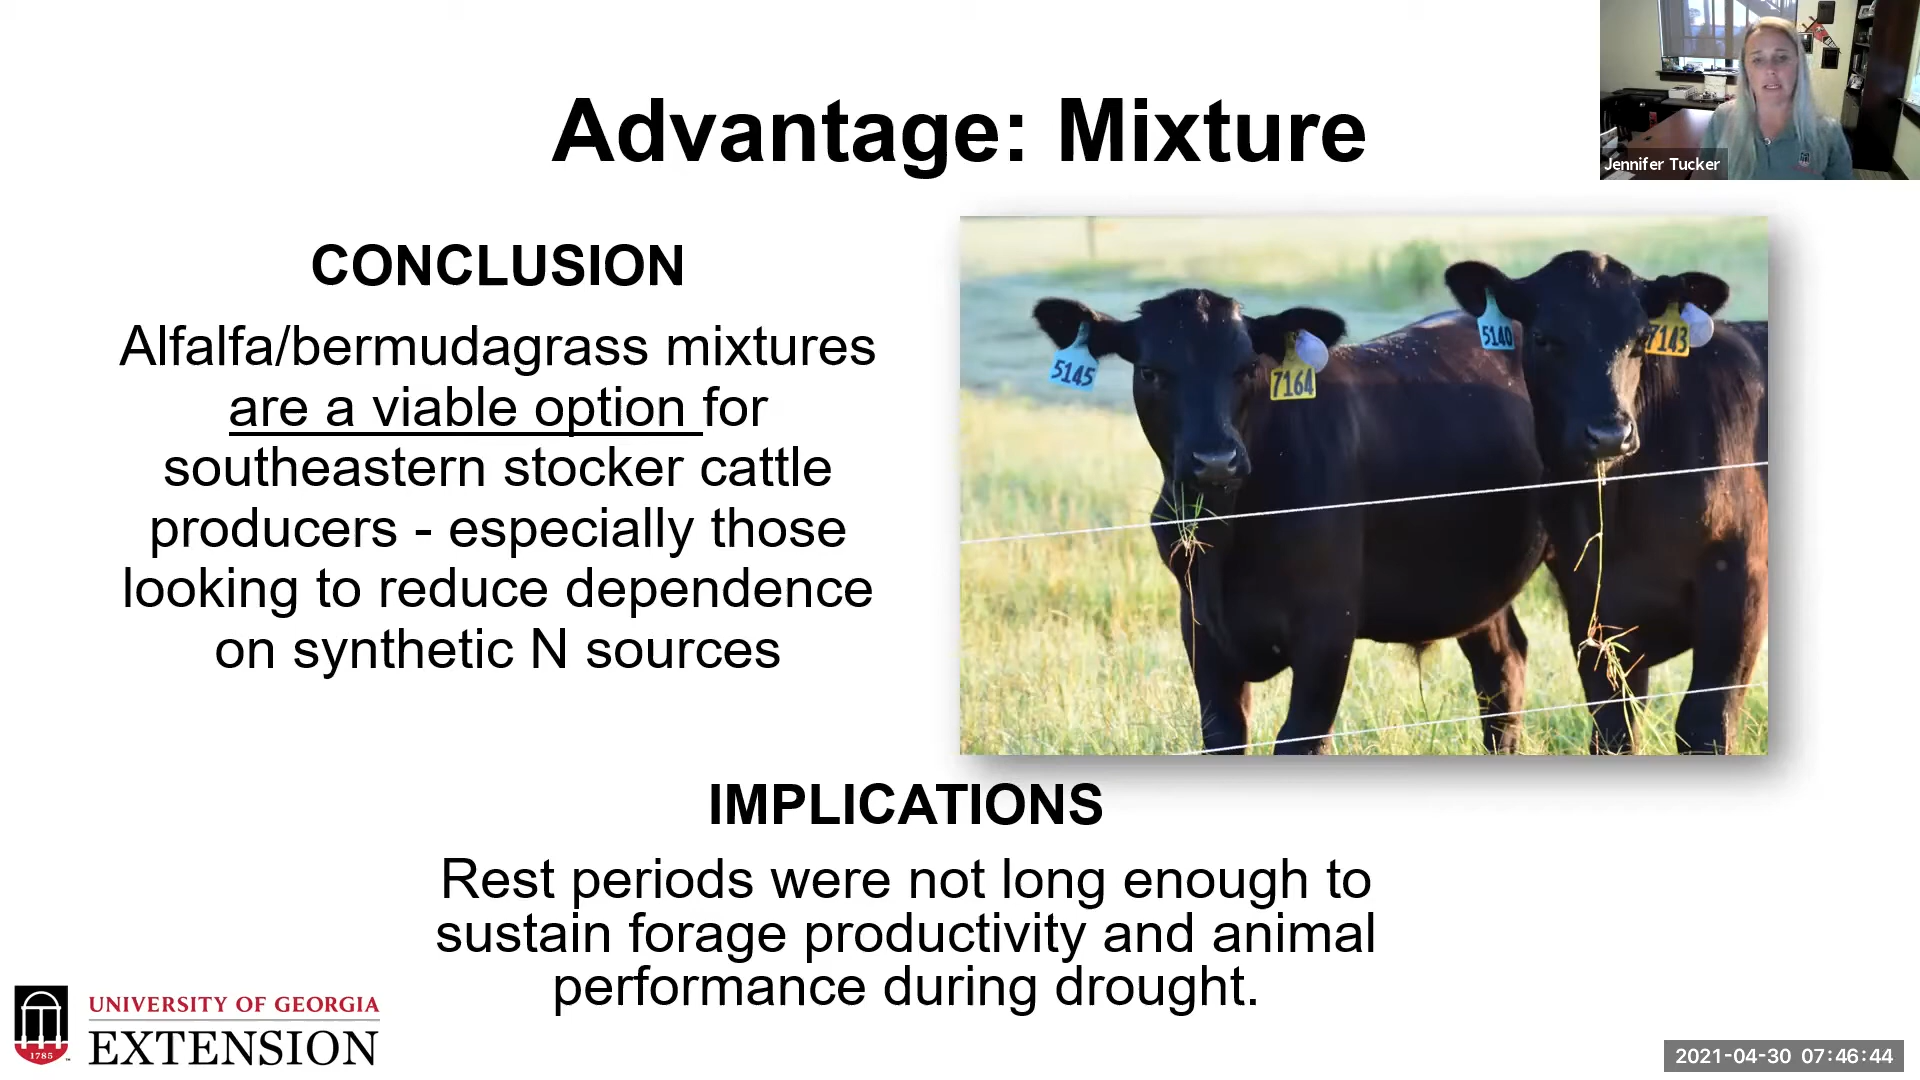 Advantage: Mixture
Jennifer Tucker
CONCLUSION
Alfalfa/bermudagrass mixtures
are a viable option for
southeastern stocker cattle
producers - especially those
looking to reduce dependence
on synthetic N sources
5145
7164
5140
7143
IMPLICATIONS
Rest periods were not long enough to
sustain forage productivity and animal
performance during drought.
1785
UNIVERSITY OF GEORGIA
EXTENSION
2021-04-30 07:46:44